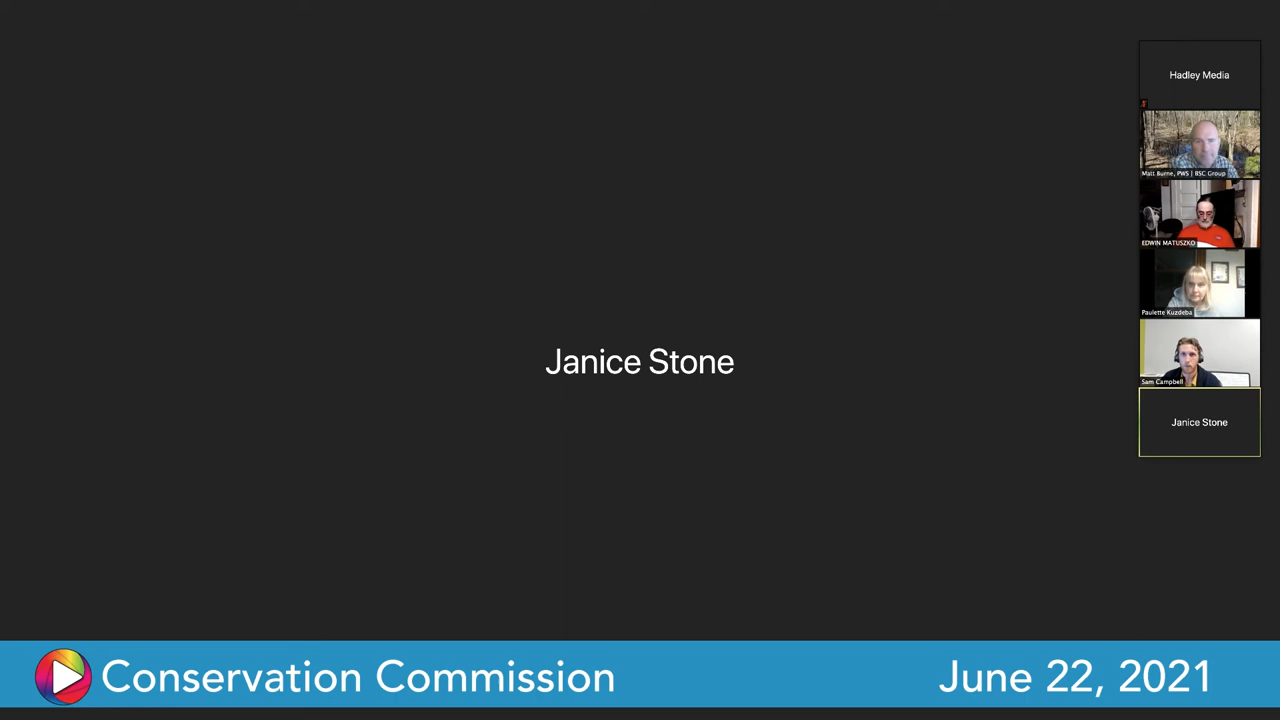 Hadley Media
Matt Burne, PWS | BSC Group
EDWIN MATUSZKO
Paulette Kuzdeba
Sam Campbell
Janice Stone
Janice Stone
Conservation Commission
June 22, 2021